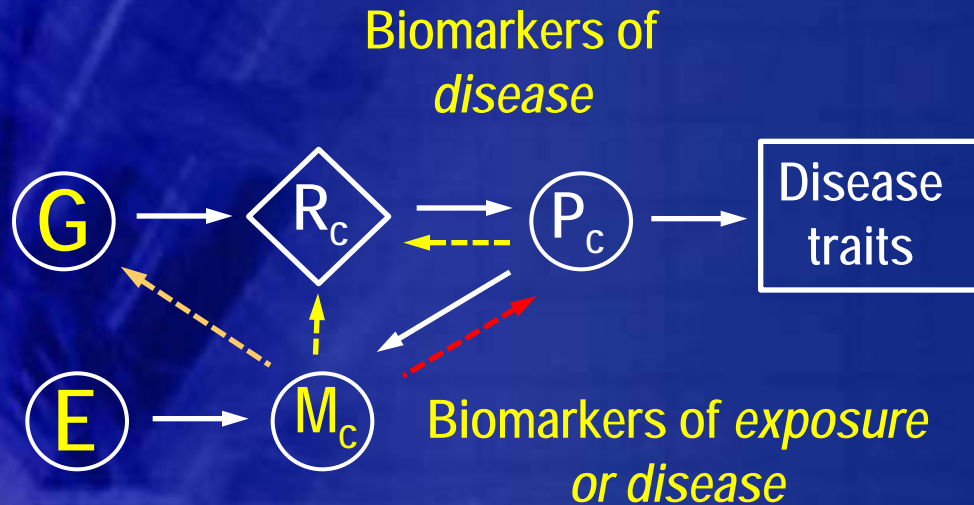 Biomarkers of
disease
G
Rc
Pc
Disease
traits
E
Mc
Biomarkers of exposure
or disease